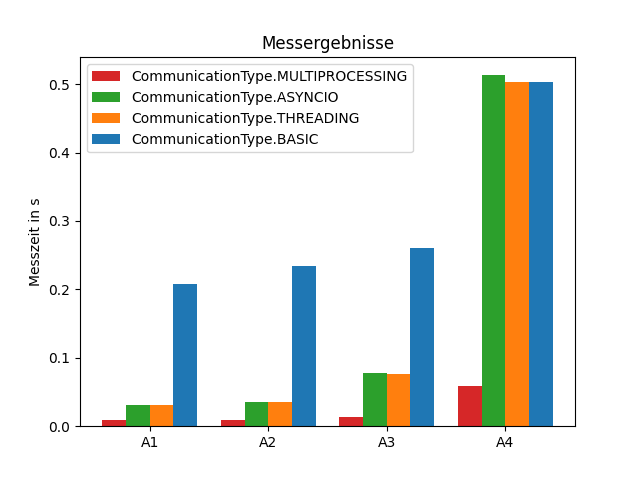 Messergebnisse
CommunicationType.MULTIPROCESSING
CommunicationType.ASYNCIO
CommunicationType.THREADING
CommunicationType.BASIC
Messzeit in s
0.5
0.4
0.3
0.2
0.1
0.0
A1 A2 A3 A4